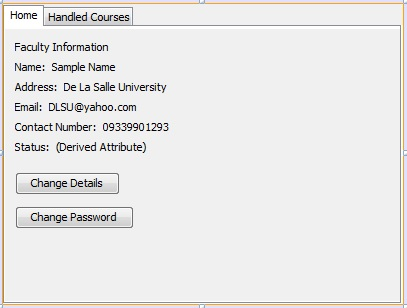 Home Handled Courses
Faculty Information
Name: Sample Name
Address: De La Salle University
Email: DLSU@yahoo.com
Contact Number: 09339901293
Status: (Derived Attribute)
Change Details
Change Password